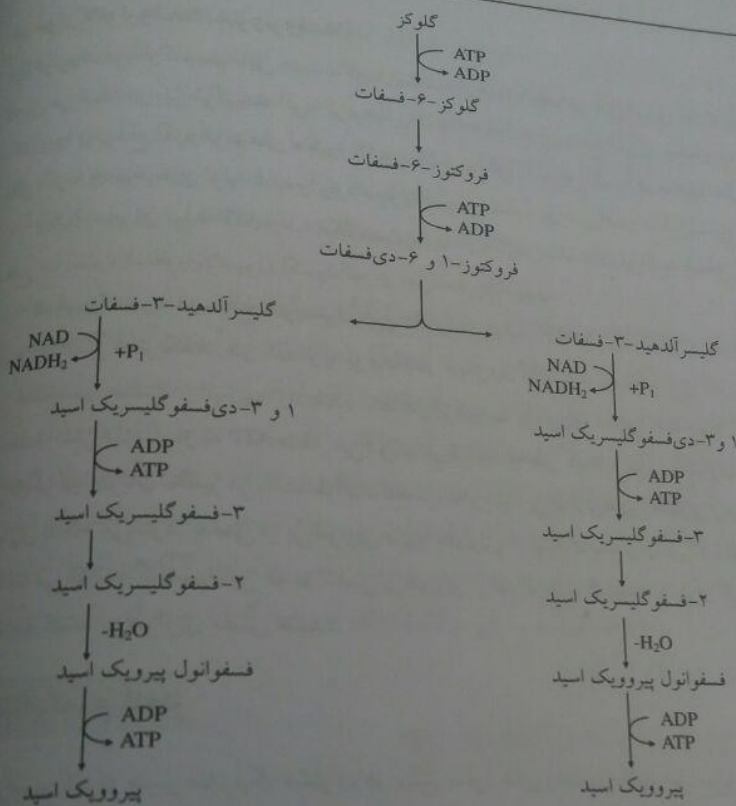 گلوکز
ATP
ADP
گلوکز-۶-فسفات
فروکتوز-۶-فسفات
ATP
ADP
فروکتوز-۱ و ۶-دی‌فسفات
گلیسرآلدهید-۳-فسفات
NAD
NADH₂
+P₁
۱ و ۳-دی‌فسفوگلیسریک اسید
ADP
ATP
۳-فسفوگلیسریک اسید
۲-فسفوگلیسریک اسید
-H₂O
فسفوانول پیرویک اسید
ADP
ATP
پیروویک اسید
گلیسرآلدهید-۳-فسفات
NAD
NADH₂
+P₁
۱ و۳-دی‌فسفوگلیسریک اسید
ADP
ATP
۳-فسفوگلیسریک اسید
۲-فسفوگلیسریک اسید
-H₂O
فسفوانول پیروویک اسید
ADP
ATP
پیروویک اسید